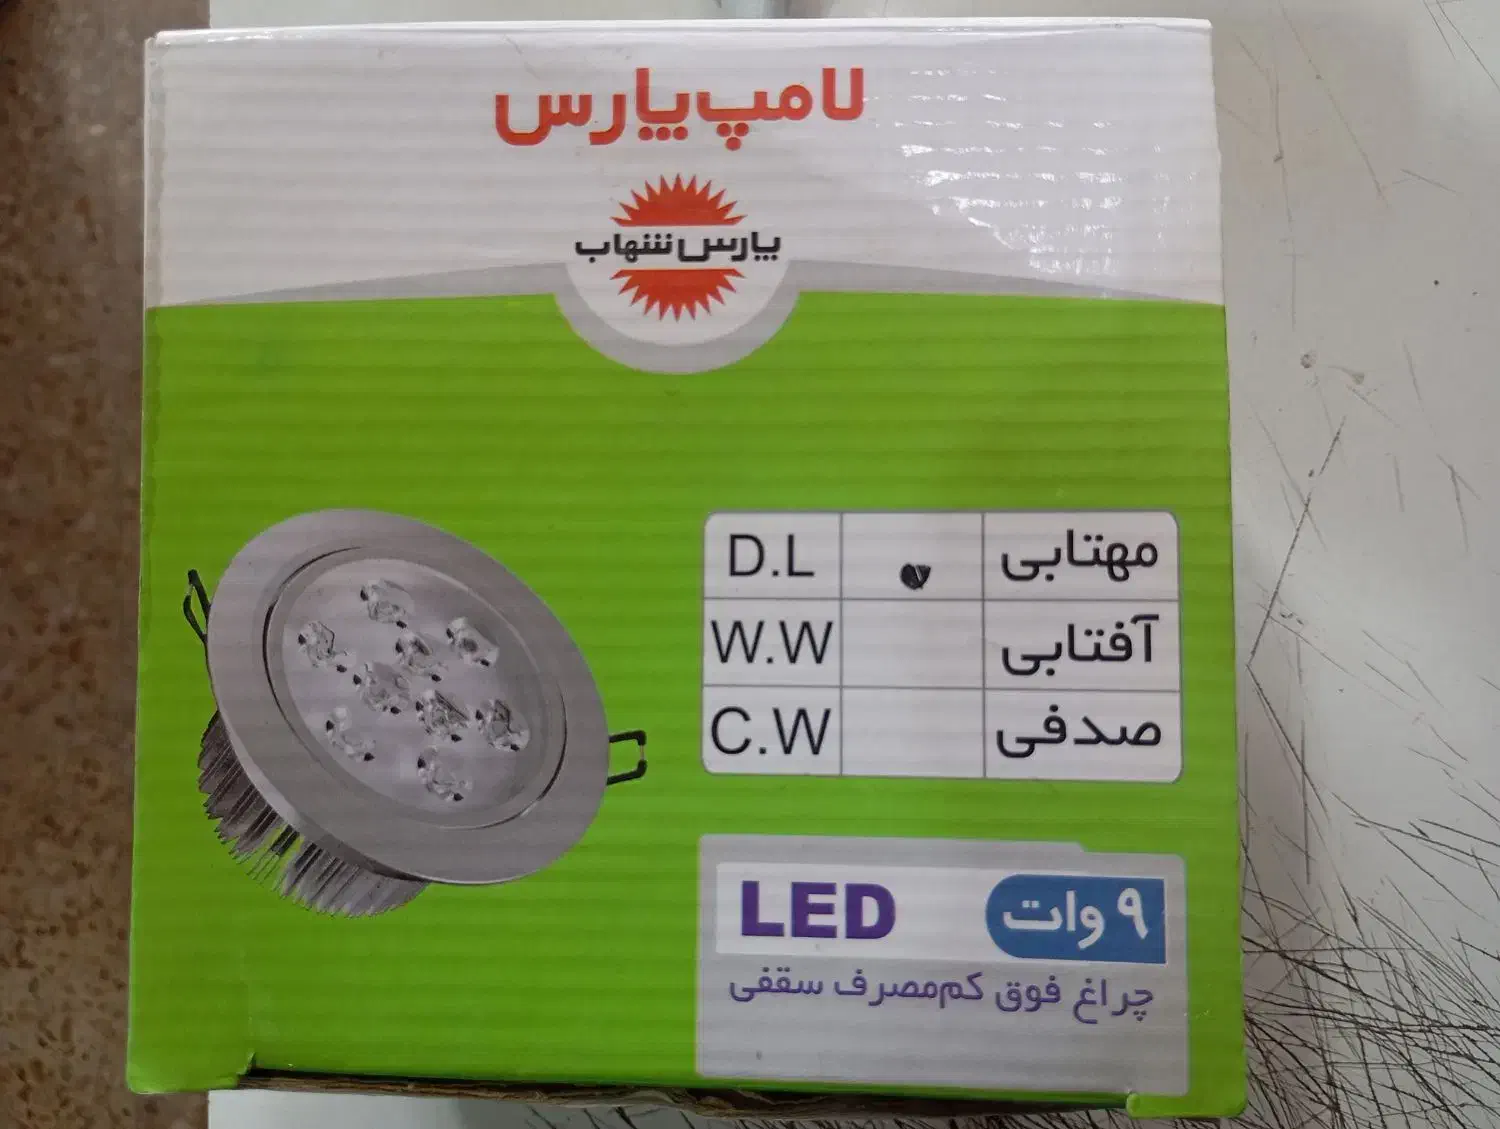 لامپ پارس
پارس شهاب
مهتابی D.L
آفتابی W.W
صدفی C.W
۹ وات LED
چراغ فوق کم‌مصرف سقفی